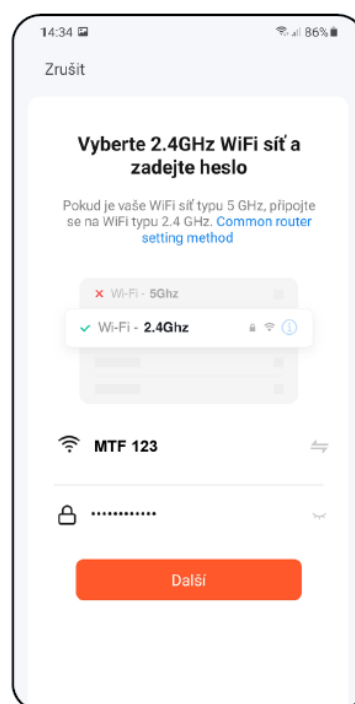 14:34 86%
Zrušit
Vyberte 2.4GHz WiFi síť a
zadejte heslo
Pokud je vaše WiFi síť typu 5 GHz, připojte
se na WiFi typu 2.4 GHz. Common router
setting method
Wi-Fi - 5Ghz
Wi-Fi - 2.4Ghz
MTF 123
••••••••••••
Další